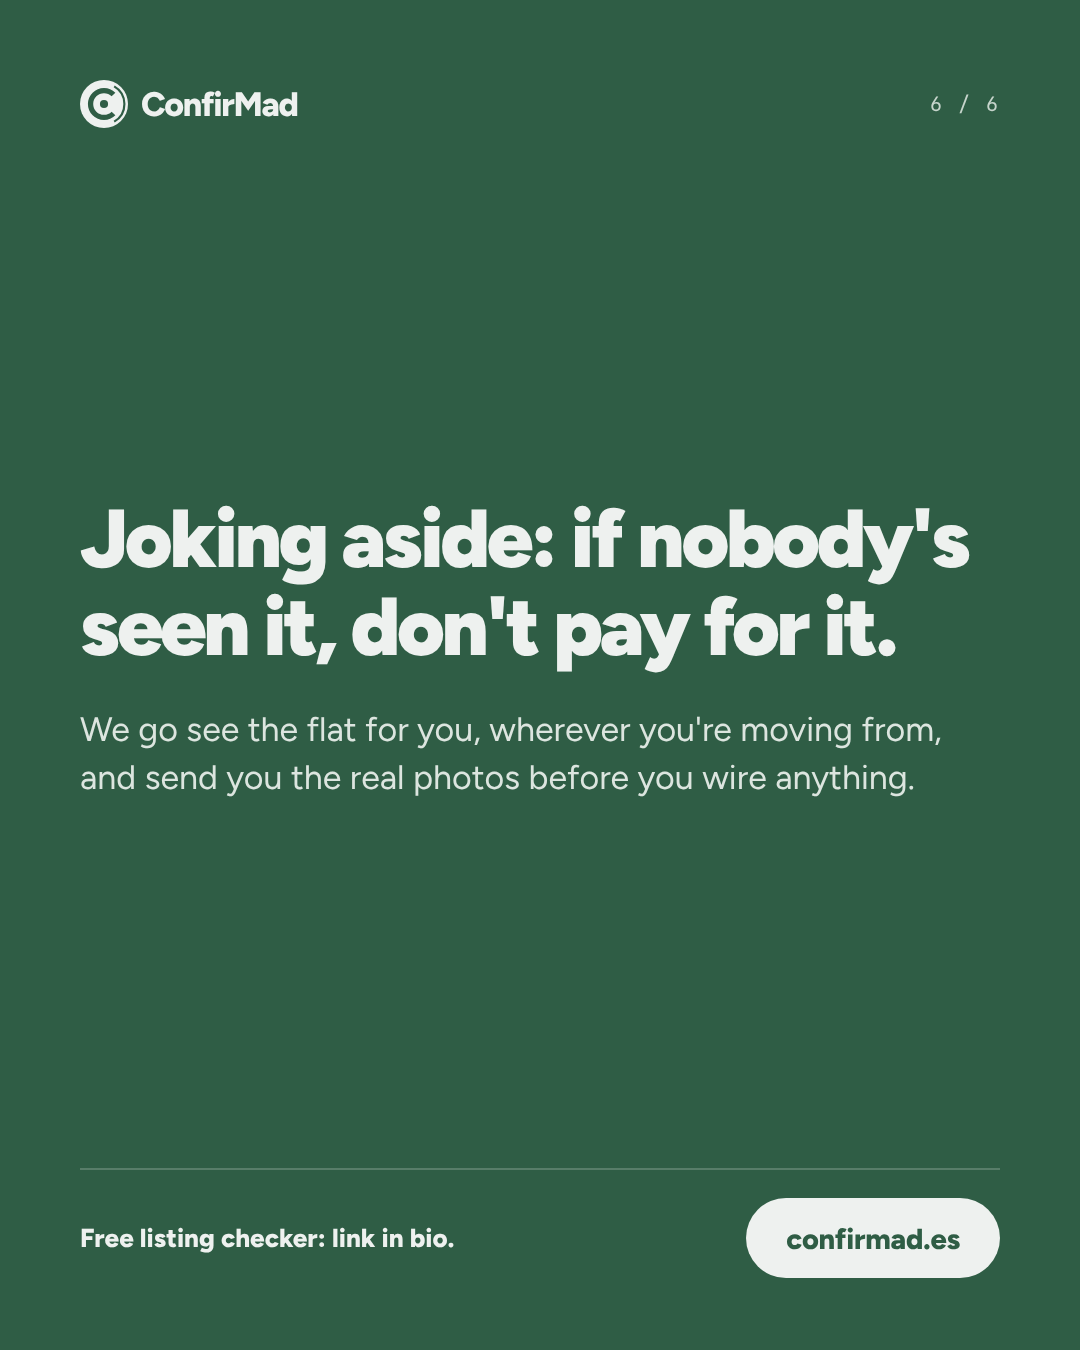 ConfirMad
6 / 6
Joking aside: if nobody's
seen it, don't pay for it.
We go see the flat for you, wherever you're moving from,
and send you the real photos before you wire anything.
Free listing checker: link in bio.
confirmad.es